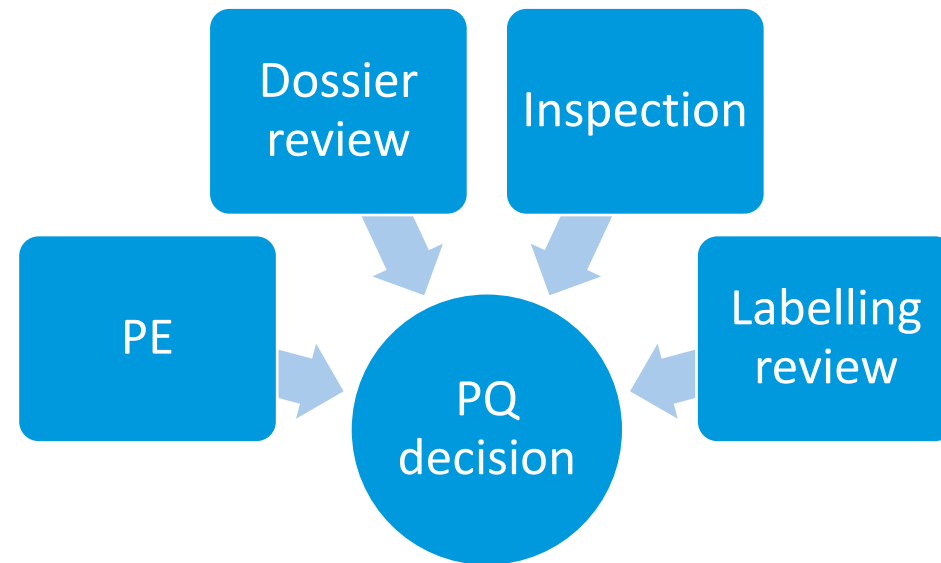 Dossier
review
Inspection
PE
Labelling
review
PQ
decision